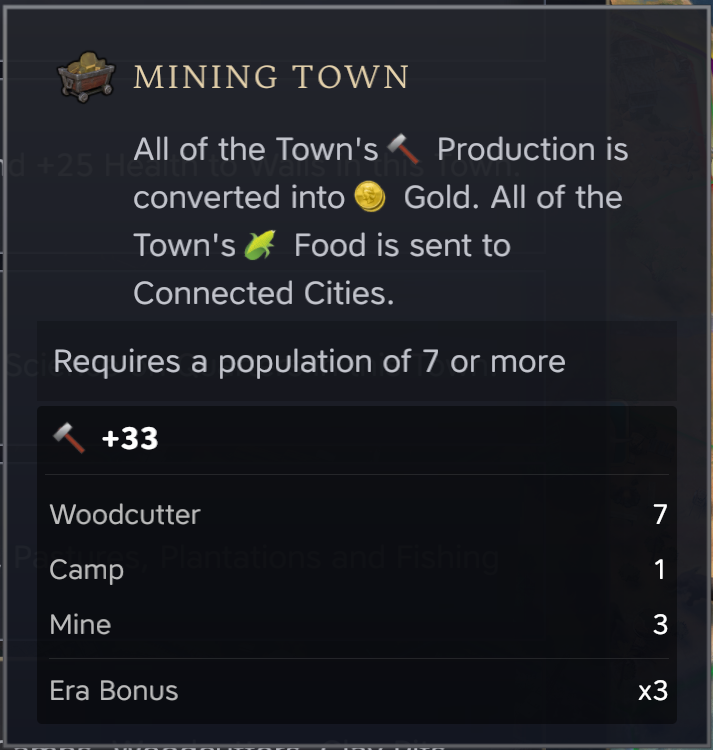 MINING TOWN
All of the Town's Production is
converted into Gold. All of the
Town's Food is sent to
Connected Cities.
Requires a population of 7 or more
+33
Woodcutter 7
Camp 1
Mine 3
Era Bonus x3